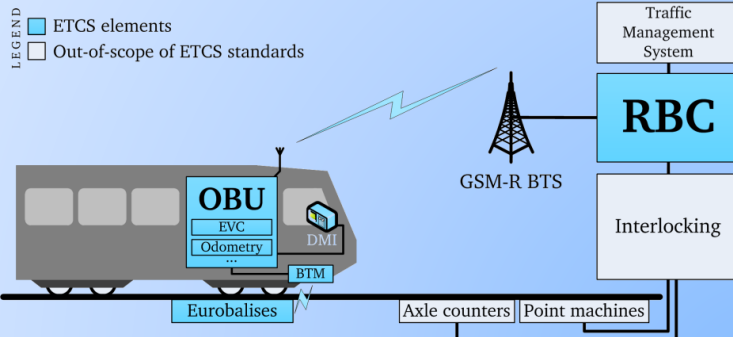 LEGEND
ETCS elements
Out-of-scope of ETCS standards
Traffic
Management
System
RBC
GSM-R BTS
Interlocking
OBU
EVC
Odometry
...
DMI
BTM
Eurobalises
Axle counters
Point machines